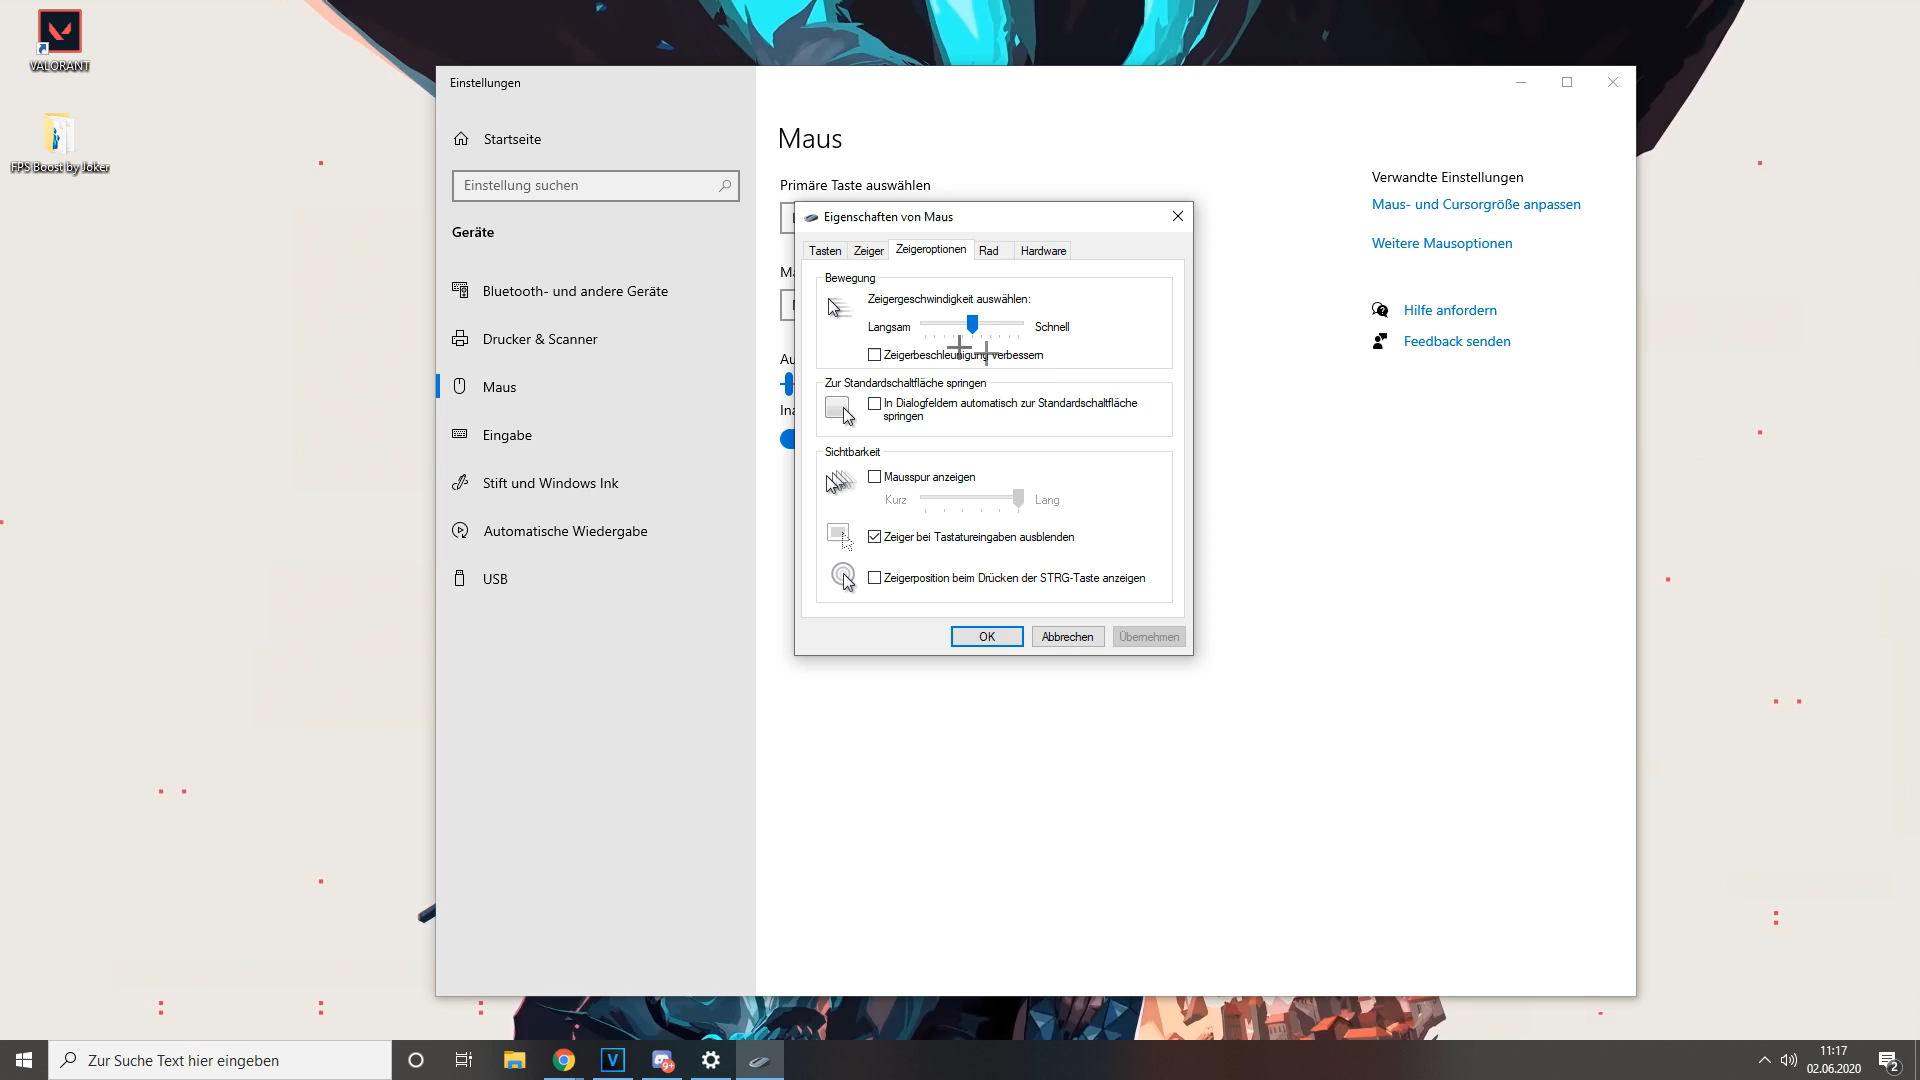 VALORANT
FPS Boost by Joker
Einstellungen
Startseite
Einstellung suchen
Geräte
Bluetooth- und andere Geräte
Drucker & Scanner
Maus
Eingabe
Stift und Windows Ink
Automatische Wiedergabe
USB
Maus
Primäre Taste auswählen
Au
Verwandte Einstellungen
Maus- und Cursorgröße anpassen
Weitere Mausoptionen
Hilfe anfordern
Feedback senden
Eigenschaften von Maus
Tasten Zeiger Zeigeroptionen Rad Hardware
Bewegung
Zeigergeschwindigkeit auswählen:
Langsam Schnell
Zeigerbeschleunigung verbessern
Zur Standardschaltfläche springen
In Dialogfeldern automatisch zur Standardschaltfläche
springen
Sichtbarkeit
Mausspur anzeigen
Kurz Lang
Zeiger bei Tastatureingaben ausblenden
Zeigerposition beim Drücken der STRG-Taste anzeigen
OK Abbrechen Übernehmen
Zur Suche Text hier eingeben
V
9+
11:17
02.06.2020
2